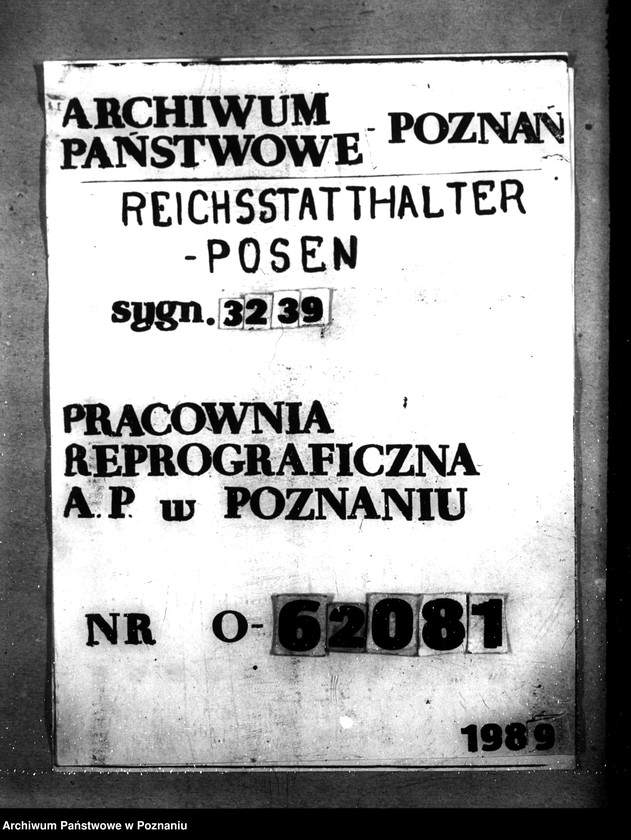 ARCHIWUM
PAŃSTWOWE - POZNAŃ
REICHSSTATTHALTER
-POSEN
sygn. 3239
PRACOWNIA
REPROGRAFICZNA
A.P. w POZNANIU
NR O-62081
1989
Archiwum Państwowe w Poznaniu